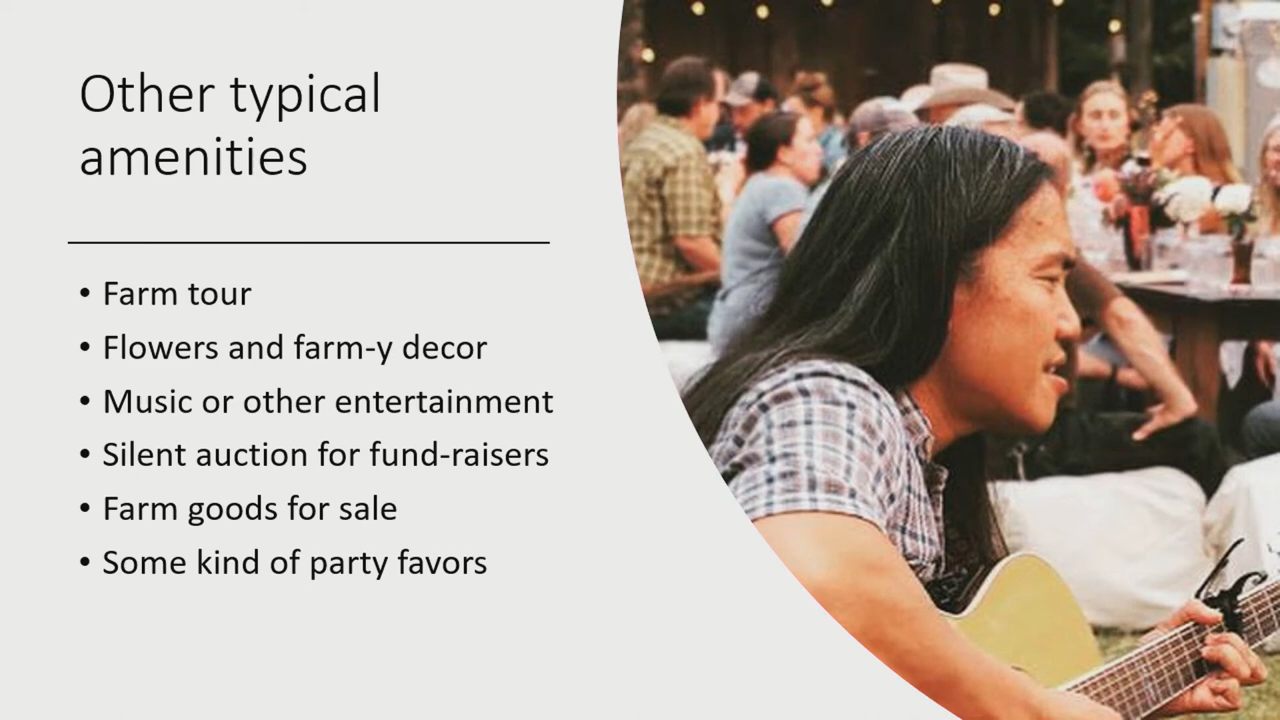 Other typical
amenities
• Farm tour
• Flowers and farm-y decor
• Music or other entertainment
• Silent auction for fund-raisers
• Farm goods for sale
• Some kind of party favors